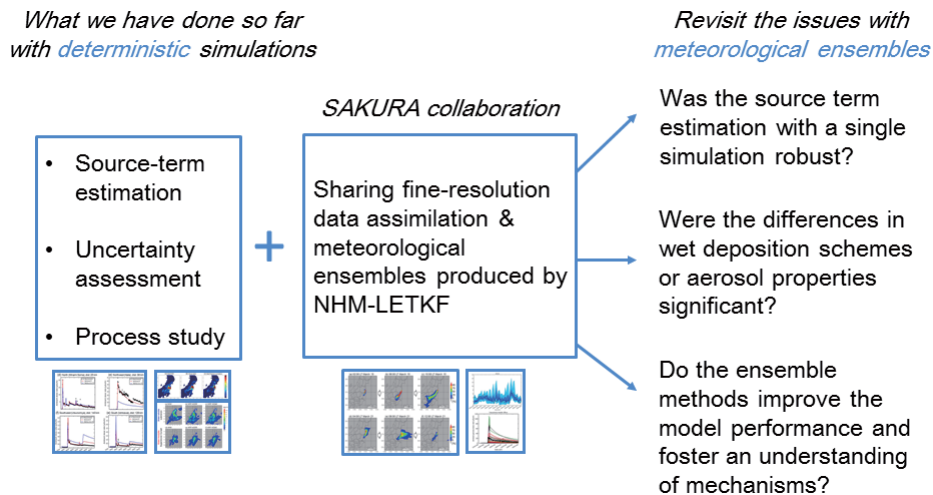 What we have done so far
with deterministic simulations
• Source-term
estimation
• Uncertainty
assessment
• Process study
+
SAKURA collaboration
Sharing fine-resolution
data assimilation &
meteorological
ensembles produced by
NHM-LETKF
Revisit the issues with
meteorological ensembles
Was the source term
estimation with a single
simulation robust?
Were the differences in
wet deposition schemes
or aerosol properties
significant?
Do the ensemble
methods improve the
model performance and
foster an understanding
of mechanisms?